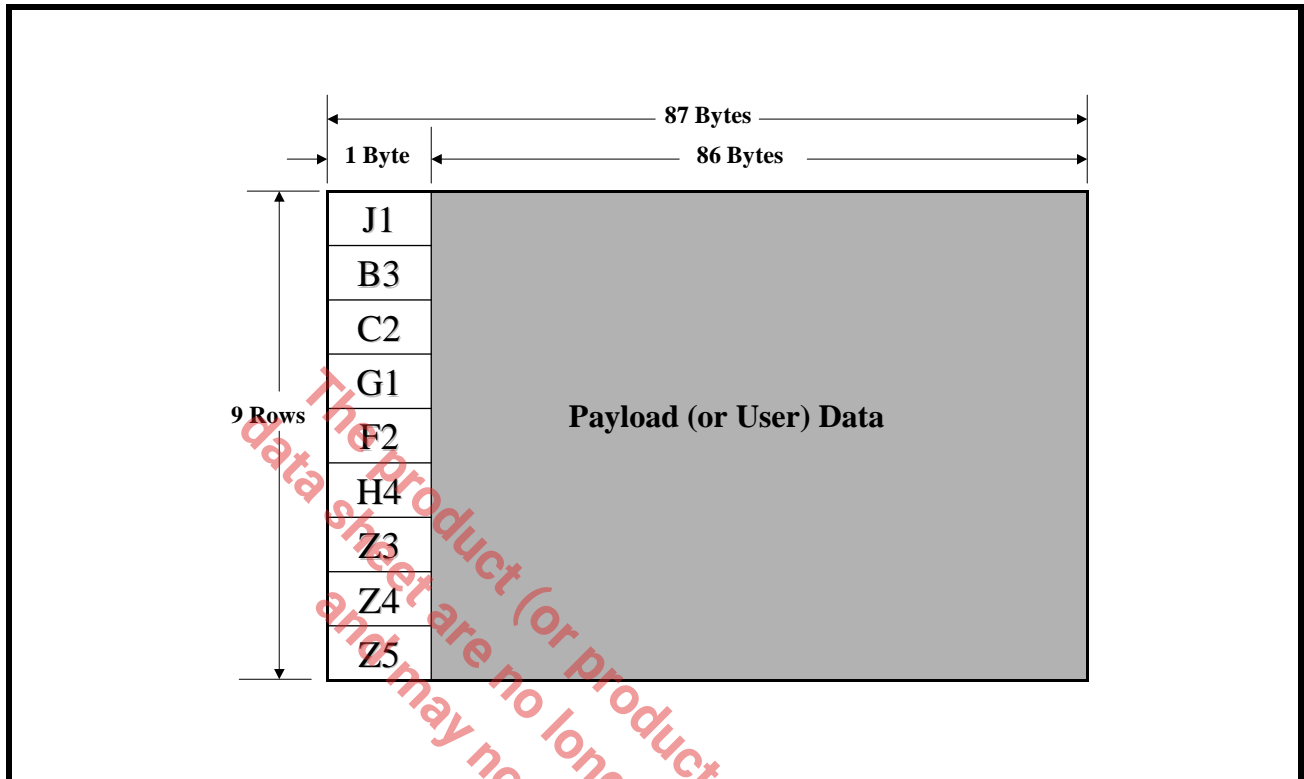 87 Bytes
1 Byte
86 Bytes
J1
B3
C2
G1
F2
H4
Z3
Z4
Z5
9 Rows
Payload (or User) Data
The product (or product
data sheet are no long
and may no